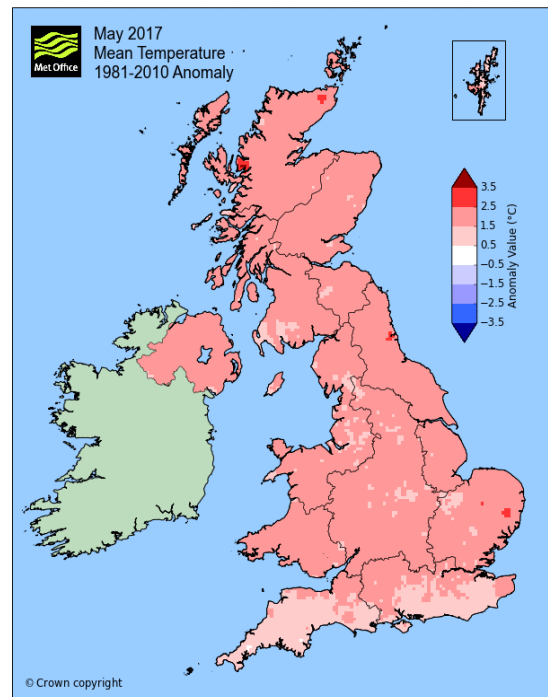 Met Office
May 2017
Mean Temperature
1981-2010 Anomaly
3.5
2.5
1.5
0.5
−0.5
−1.5
−2.5
−3.5
Anomaly Value (°C)
© Crown copyright